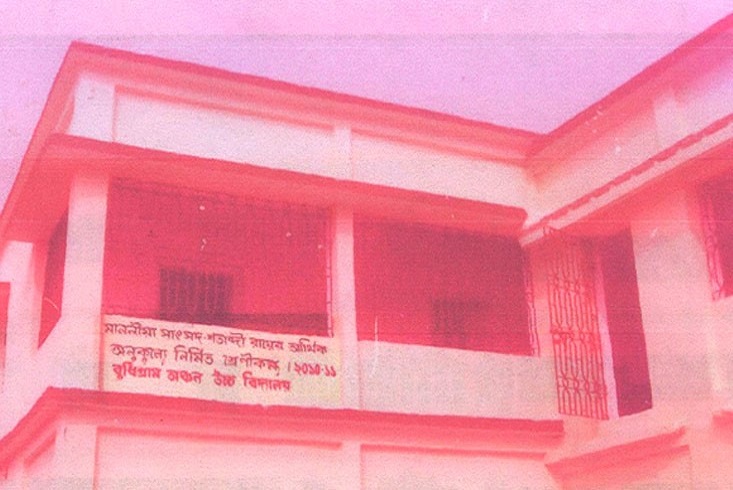 মাননীয়া সাংসদ শতাব্দী রায়ের আর্থিক
অনুকূল্যে নির্মিত শ্রেণীকক্ষ । ২০১০-১১
বুধিগ্রাম অঞ্চল উচ্চ বিদ্যালয়